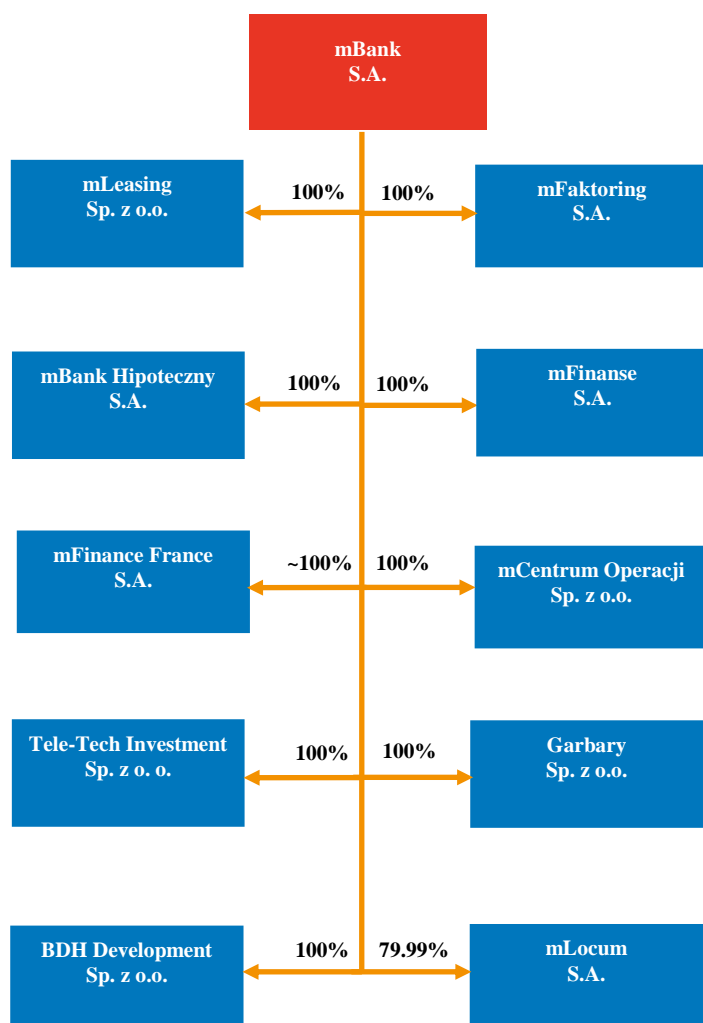 mBank
S.A.
mLeasing
Sp. z o.o.
100%
100%
mFaktoring
S.A.
mBank Hipoteczny
S.A.
100%
100%
mFinanse
S.A.
mFinance France
S.A.
~100%
100%
mCentrum Operacji
Sp. z o.o.
Tele-Tech Investment
Sp. z o. o.
100%
100%
Garbary
Sp. z o.o.
BDH Development
Sp. z o.o.
100%
79.99%
mLocum
S.A.